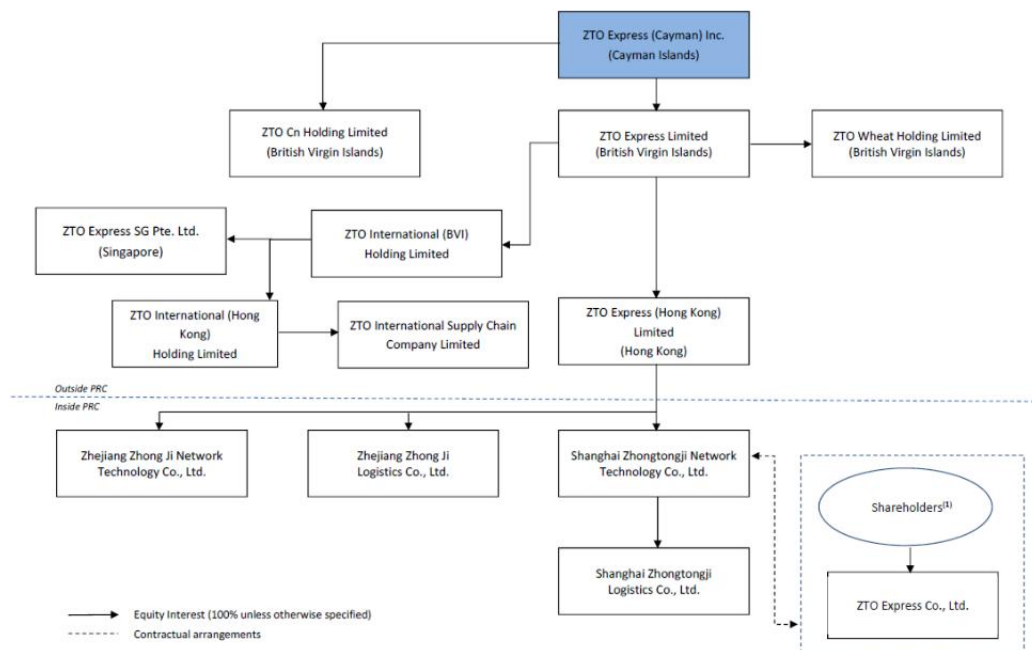 ZTO Express (Cayman) Inc.
(Cayman Islands)
ZTO Cn Holding Limited
(British Virgin Islands)
ZTO Express Limited
(British Virgin Islands)
ZTO Wheat Holding Limited
(British Virgin Islands)
ZTO Express SG Pte. Ltd.
(Singapore)
ZTO International (BVI)
Holding Limited
ZTO International (Hong
Kong)
Holding Limited
ZTO International Supply Chain
Company Limited
ZTO Express (Hong Kong)
Limited
(Hong Kong)
Outside PRC
Inside PRC
Zhejiang Zhong Ji Network
Technology Co., Ltd.
Zhejiang Zhong Ji
Logistics Co., Ltd.
Shanghai Zhongtongji Network
Technology Co., Ltd.
Shareholders(1)
Shanghai Zhongtongji
Logistics Co., Ltd.
ZTO Express Co., Ltd.
Equity Interest (100% unless otherwise specified)
Contractual arrangements